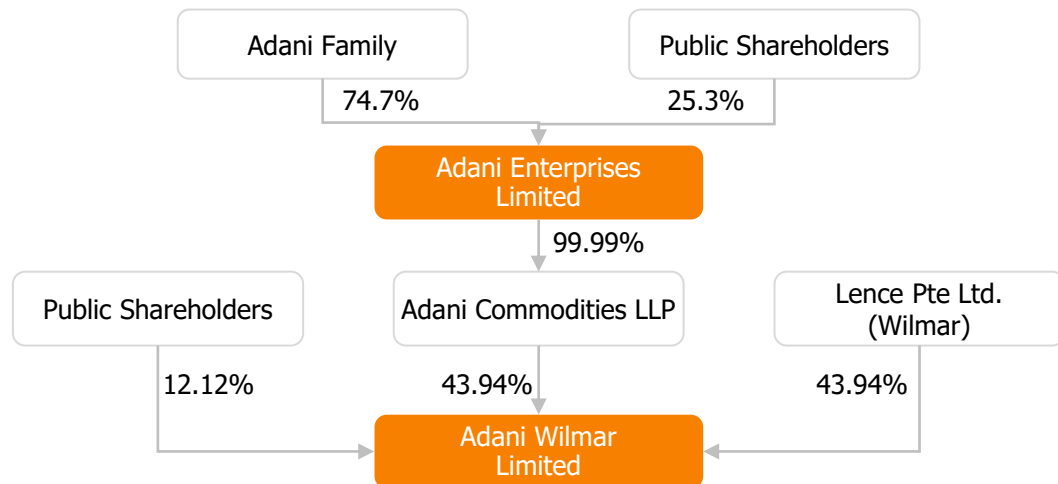 Adani Family
Public Shareholders
74.7%
25.3%
Adani Enterprises
Limited
99.99%
Public Shareholders
Adani Commodities LLP
Lence Pte Ltd.
(Wilmar)
12.12%
43.94%
43.94%
Adani Wilmar
Limited